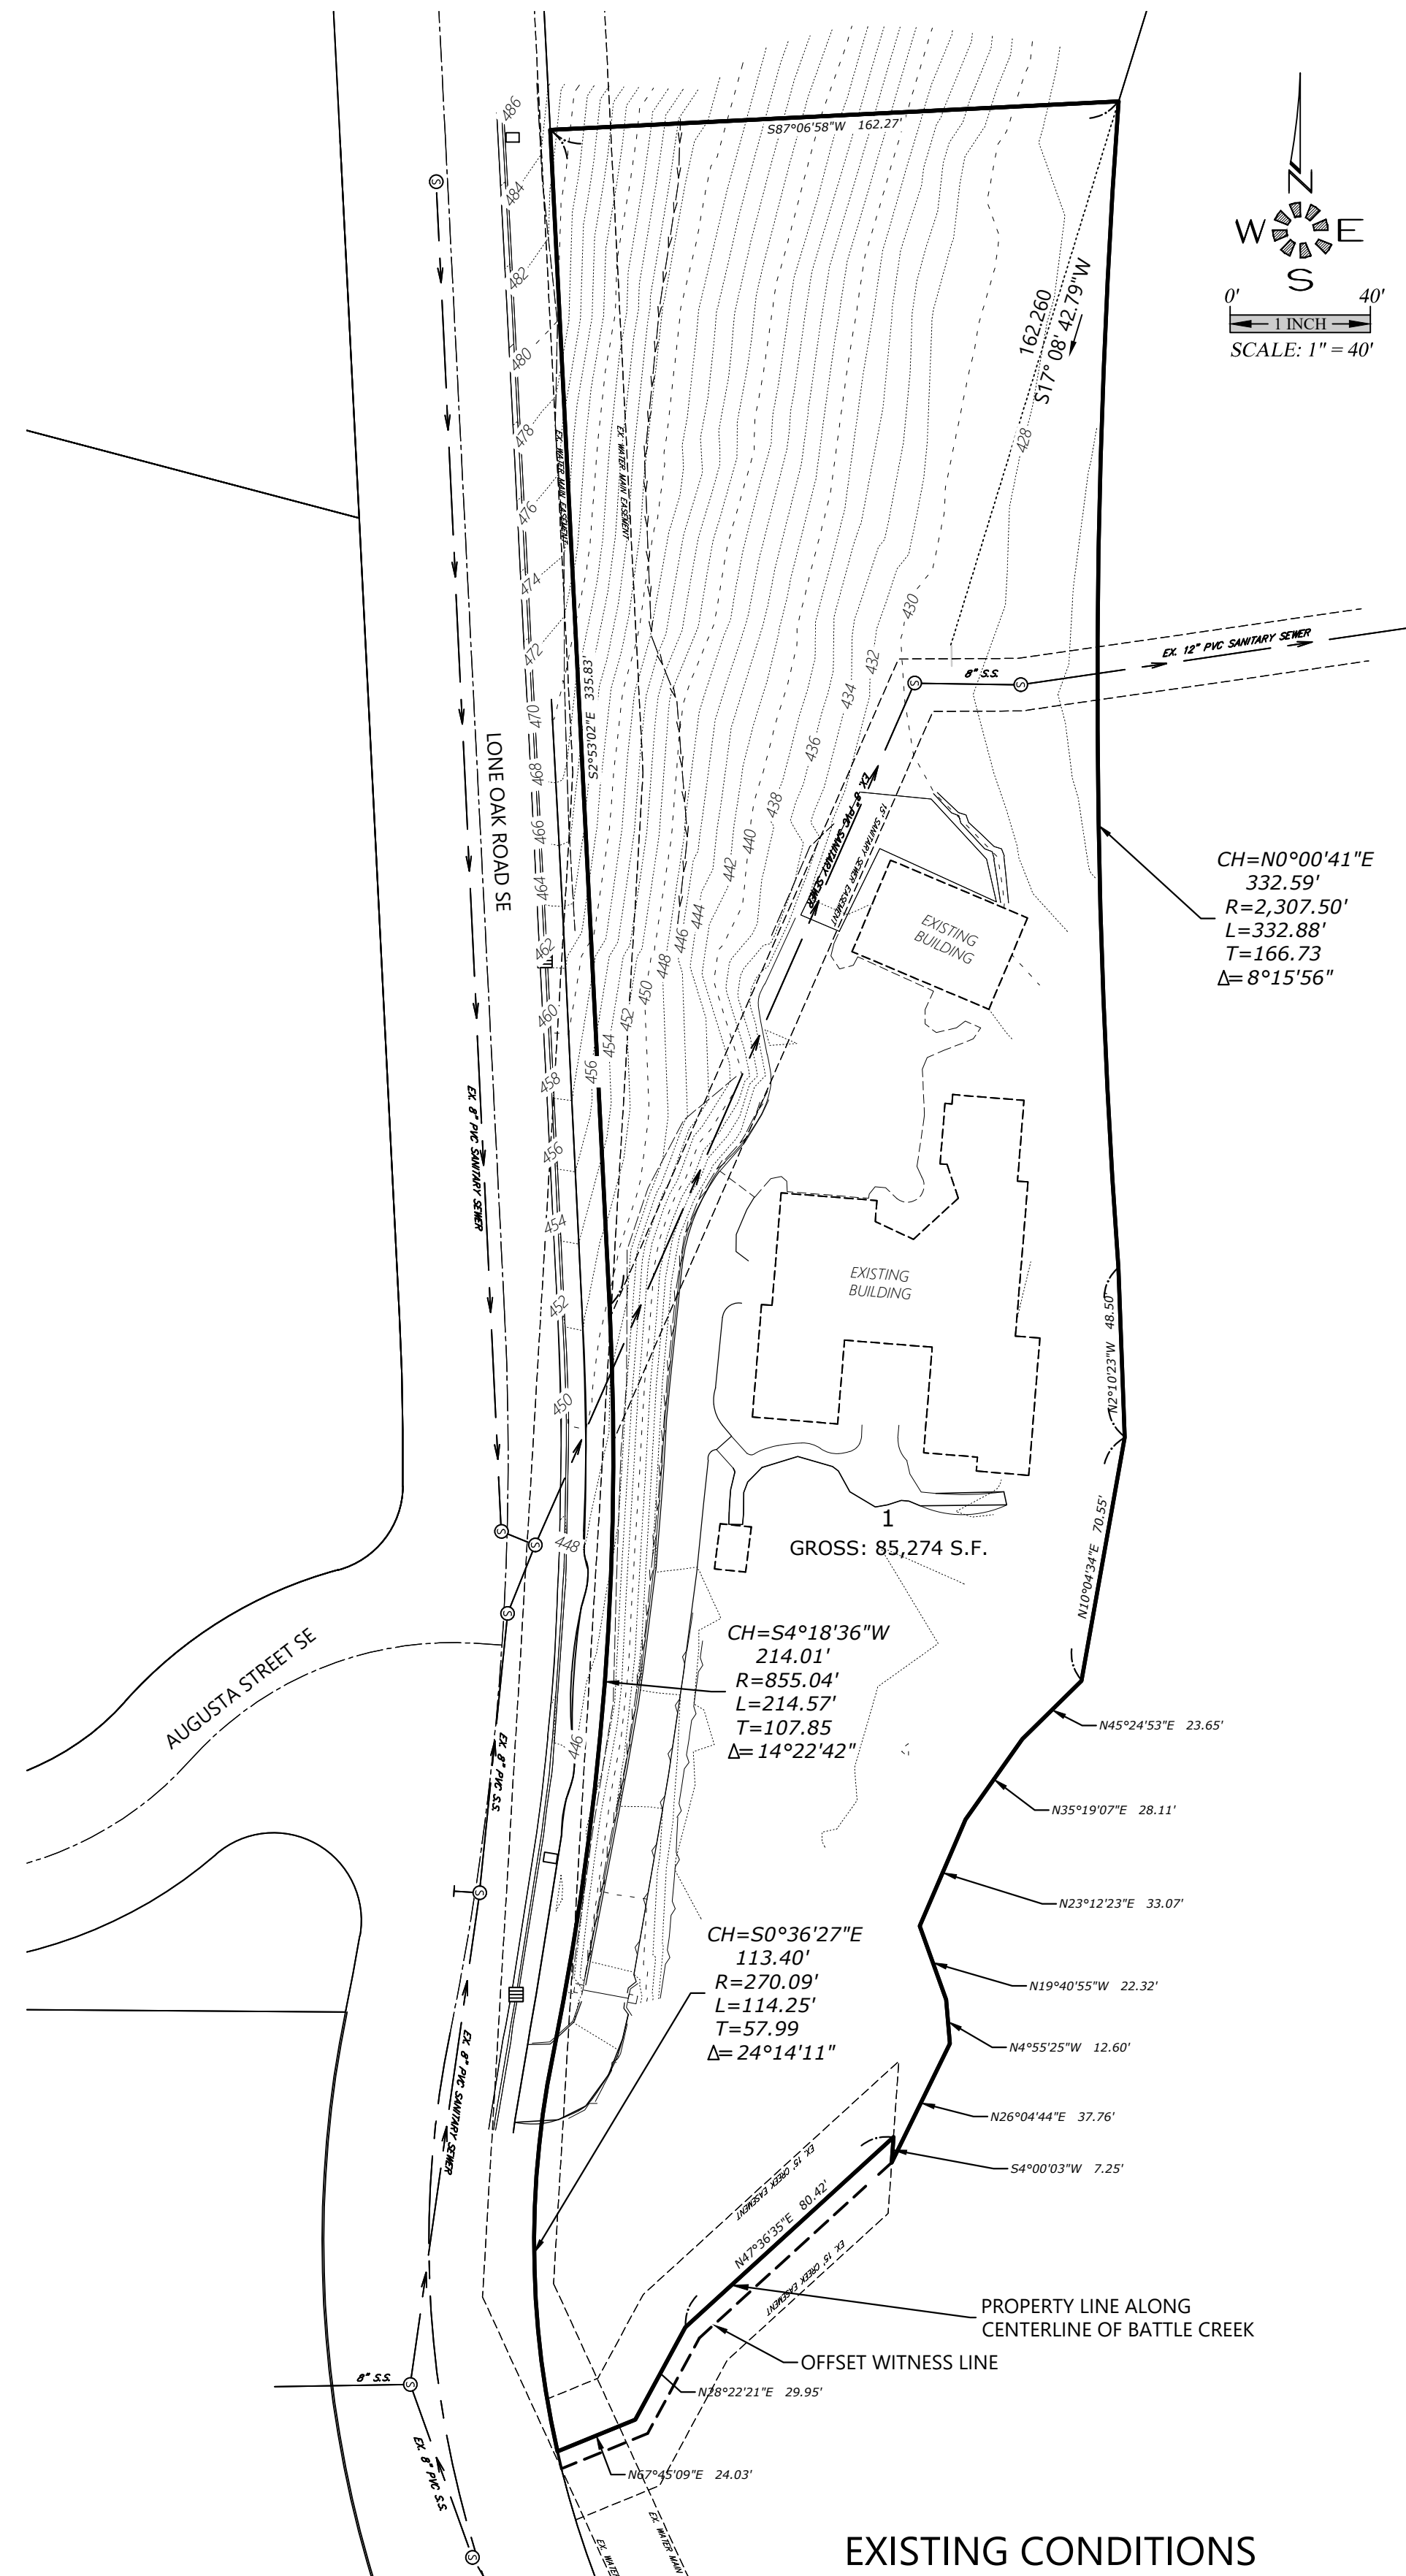 486
S87°06'58"W   162.27'
484
482
480
478
476
474
472
470
468
466
464
462
460
458
456
454
452
450
448
446
EX. WATER MAIN EASEMENT
EX. WATER MAIN EASEMENT
S2°53'02"E   335.83'
162.260
S17° 08' 42.79"W
428
430
432
434
436
438
440
442
444
446
448
450
452
454
456
N
W E
S
0' 40'
1 INCH
SCALE: 1" = 40'
LONE OAK ROAD SE
8" S.S.
EX. 12" PVC SANITARY SEWER
EX. 8" PVC SANITARY SEWER
15' SANITARY SEWER EASEMENT
EXISTING
BUILDING
CH=N0°00'41"E
332.59'
R=2,307.50'
L=332.88'
T=166.73
Δ=8°15'56"
EX. 8" PVC SANITARY SEWER
EXISTING
BUILDING
N2°10'23"W   48.50'
1
GROSS: 85,274 S.F.
N10°04'34"E   70.55'
AUGUSTA STREET SE
CH=S4°18'36"W
214.01'
R=855.04'
L=214.57'
T=107.85
Δ=14°22'42"
N45°24'53"E   23.65'
EX. 8" PVC S.S.
N35°19'07"E   28.11'
N23°12'23"E   33.07'
CH=S0°36'27"E
113.40'
R=270.09'
L=114.25'
T=57.99
Δ=24°14'11"
N19°40'55"W   22.32'
N4°55'25"W   12.60'
EX. 8" PVC SANITARY SEWER
N26°04'44"E   37.76'
S4°00'03"W   7.25'
EX. 15' CREEK EASEMENT
N47°36'35"E   80.42'
EX. 15' CREEK EASEMENT
PROPERTY LINE ALONG
CENTERLINE OF BATTLE CREEK
OFFSET WITNESS LINE
8" S.S.
N28°22'21"E   29.95'
EX. 8" PVC S.S.
N67°45'09"E   24.03'
EX. WATER MAIN
EX. WATE
EXISTING CONDITIONS
S
S
S
S
S
S
S
S
S